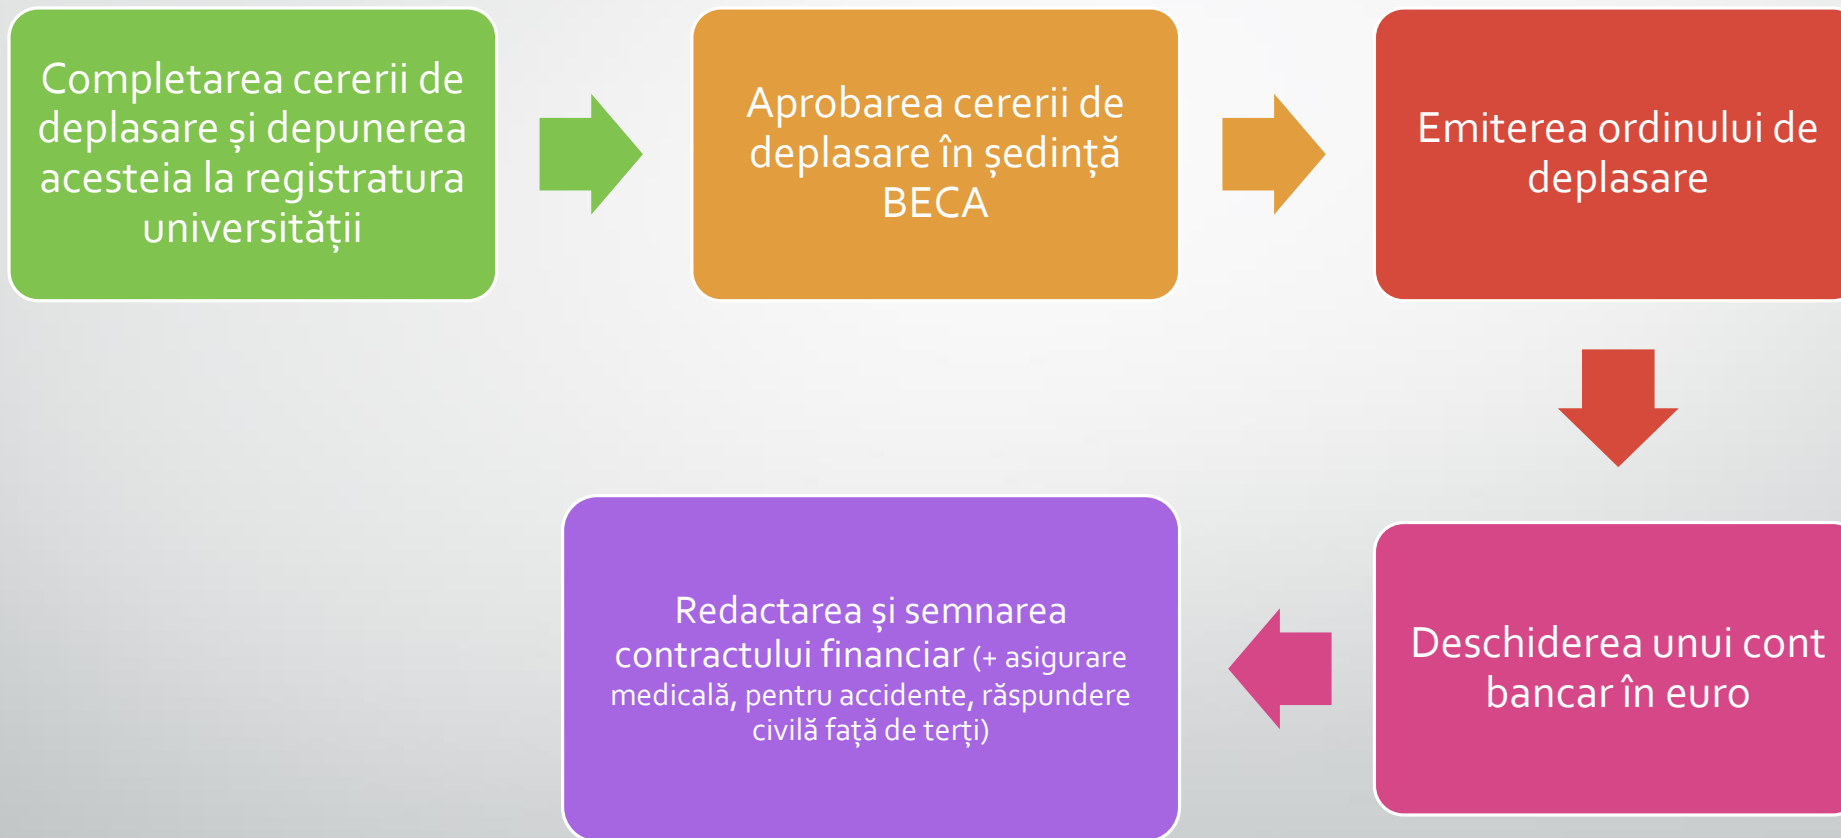 Completarea cererii de
deplasare și depunerea
acesteia la registratura
universității
Aprobarea cererii de
deplasare în ședință
BECA
Emiterea ordinului de
deplasare
Deschiderea unui cont
bancar în euro
Redactarea și semnarea
contractului financiar (+ asigurare
medicală, pentru accidente, răspundere
civilă față de terți)